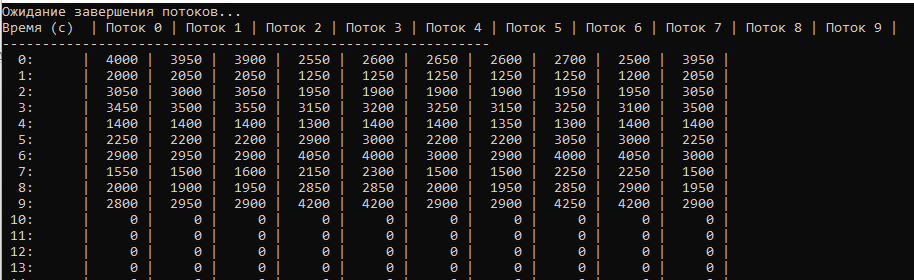 Ожидание завершения потоков...
Время (с) | Поток 0 | Поток 1 | Поток 2 | Поток 3 | Поток 4 | Поток 5 | Поток 6 | Поток 7 | Поток 8 | Поток 9 |
-------------------------------------------------------------
0: | 4000 | 3950 | 3900 | 2550 | 2600 | 2650 | 2600 | 2700 | 2500 | 3950 |
1: | 2000 | 2050 | 2050 | 1250 | 1250 | 1250 | 1250 | 1250 | 1200 | 2050 |
2: | 3050 | 3000 | 3050 | 1950 | 1900 | 1900 | 1900 | 1950 | 1950 | 3050 |
3: | 3450 | 3500 | 3550 | 3150 | 3200 | 3250 | 3150 | 3250 | 3100 | 3500 |
4: | 1400 | 1400 | 1400 | 1300 | 1400 | 1400 | 1350 | 1300 | 1400 | 1400 |
5: | 2250 | 2200 | 2200 | 2900 | 3000 | 2200 | 2200 | 3050 | 3000 | 2250 |
6: | 2900 | 2950 | 2900 | 4050 | 4000 | 3000 | 2900 | 4000 | 4050 | 3000 |
7: | 1550 | 1500 | 1600 | 2150 | 2300 | 1500 | 1500 | 2250 | 2250 | 1550 |
8: | 2000 | 1900 | 1950 | 2850 | 2850 | 2000 | 1950 | 2850 | 2900 | 1950 |
9: | 2800 | 2950 | 2900 | 4200 | 4200 | 2900 | 2900 | 4250 | 4200 | 2900 |
10: | 0 | 0 | 0 | 0 | 0 | 0 | 0 | 0 | 0 | 0 |
11: | 0 | 0 | 0 | 0 | 0 | 0 | 0 | 0 | 0 | 0 |
12: | 0 | 0 | 0 | 0 | 0 | 0 | 0 | 0 | 0 | 0 |
13: | 0 | 0 | 0 | 0 | 0 | 0 | 0 | 0 | 0 | 0 |